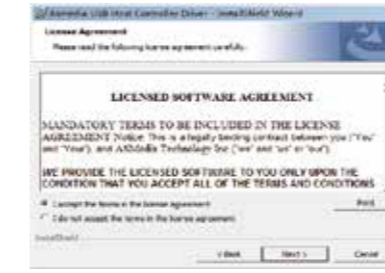 Asmedia USB Host Controller Driver - InstallShield Wizard
License Agreement
Please read the following license agreement carefully.
LICENSED SOFTWARE AGREEMENT
MANDATORY TERMS TO BE INCLUDED IN THE LICENSE
AGREEMENT Notice: This is a legally binding contract between you ("You"
and "Your"), and ASMedia Technology Inc ("we" and "us" or "our").
WE PROVIDE THE LICENSED SOFTWARE TO YOU ONLY UPON THE
CONDITION THAT YOU ACCEPT ALL OF THE TERMS AND CONDITIONS
I accept the terms in the license agreement
Print
I do not accept the terms in the license agreement
InstallShield
< Back
Next >
Cancel